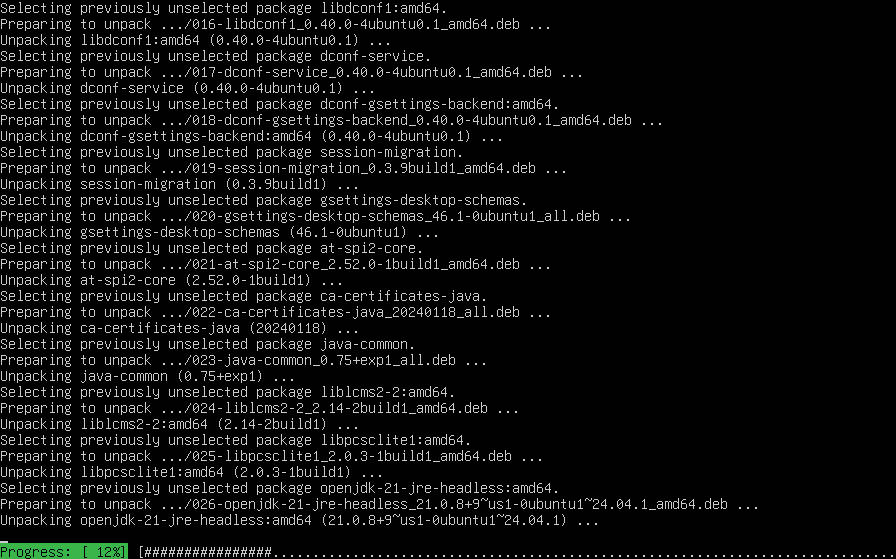 Selecting previously unselected package libdconf1:amd64.
Preparing to unpack .../016-libdconf1_0.40.0-4ubuntu0.1_amd64.deb ...
Unpacking libdconf1:amd64 (0.40.0-4ubuntu0.1) ...
Selecting previously unselected package dconf-service.
Preparing to unpack .../017-dconf-service_0.40.0-4ubuntu0.1_amd64.deb ...
Unpacking dconf-service (0.40.0-4ubuntu0.1) ...
Selecting previously unselected package dconf-gsettings-backend:amd64.
Preparing to unpack .../018-dconf-gsettings-backend_0.40.0-4ubuntu0.1_amd64.deb ...
Unpacking dconf-gsettings-backend:amd64 (0.40.0-4ubuntu0.1) ...
Selecting previously unselected package session-migration.
Preparing to unpack .../019-session-migration_0.3.9build1_amd64.deb ...
Unpacking session-migration (0.3.9build1) ...
Selecting previously unselected package gsettings-desktop-schemas.
Preparing to unpack .../020-gsettings-desktop-schemas_46.1-0ubuntu1_all.deb ...
Unpacking gsettings-desktop-schemas (46.1-0ubuntu1) ...
Selecting previously unselected package at-spi2-core.
Preparing to unpack .../021-at-spi2-core_2.52.0-1build1_amd64.deb ...
Unpacking at-spi2-core (2.52.0-1build1) ...
Selecting previously unselected package ca-certificates-java.
Preparing to unpack .../022-ca-certificates-java_20240118_all.deb ...
Unpacking ca-certificates-java (20240118) ...
Selecting previously unselected package java-common.
Preparing to unpack .../023-java-common_0.75+exp1_all.deb ...
Unpacking java-common (0.75+exp1) ...
Selecting previously unselected package liblcms2-2:amd64.
Preparing to unpack .../024-liblcms2-2_2.14-2build1_amd64.deb ...
Unpacking liblcms2-2:amd64 (2.14-2build1) ...
Selecting previously unselected package libpcsclite1:amd64.
Preparing to unpack .../025-libpcsclite1_2.0.3-1build1_amd64.deb ...
Unpacking libpcsclite1:amd64 (2.0.3-1build1) ...
Selecting previously unselected package openjdk-21-jre-headless:amd64.
Preparing to unpack .../026-openjdk-21-jre-headless_21.0.8+9~us1-0ubuntu1~24.04.1_amd64.deb ...
Unpacking openjdk-21-jre-headless:amd64 (21.0.8+9~us1-0ubuntu1~24.04.1) ...
Progress: [ 12%] [################..............................................................................]